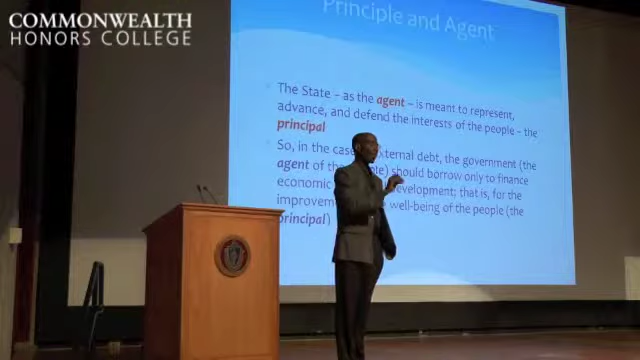 COMMONWEALTH
HONORS COLLEGE
Principle and Agent
The State – as the agent – is meant to represent,
advance, and defend the interests of the people – the
principal
So, in the case external debt, the government (the
agent of the should borrow only to finance
economic development; that is, for the
well-being of the people (the
principal)